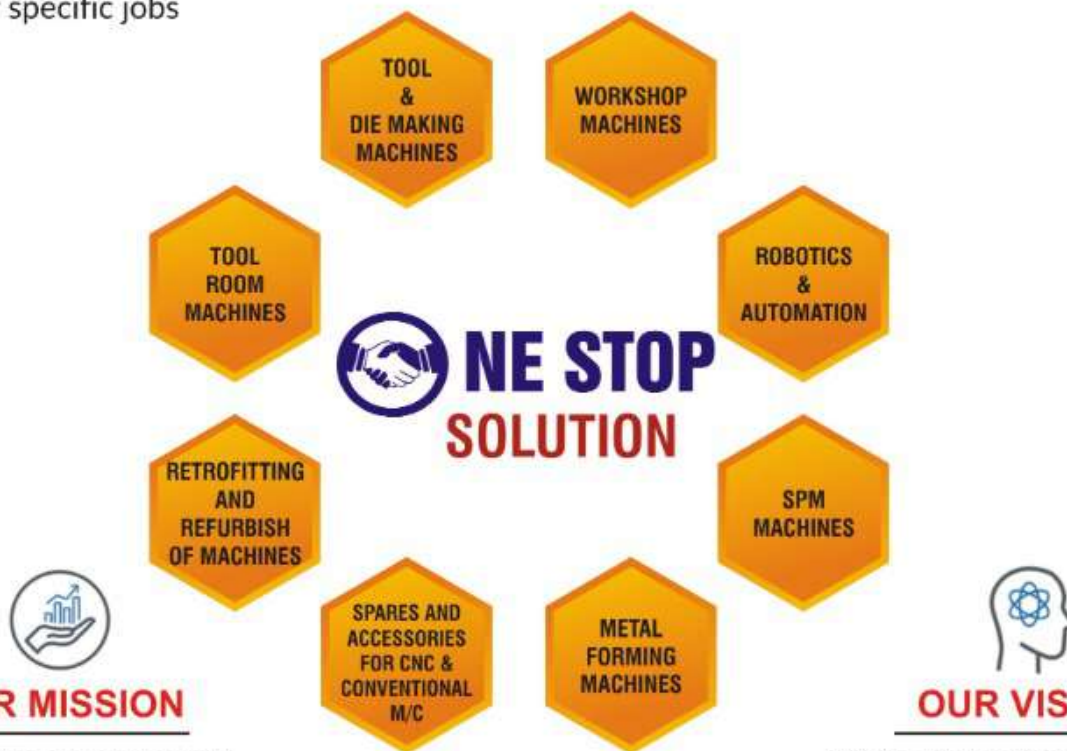 specific jobs
TOOL
&
DIE MAKING
MACHINES
WORKSHOP
MACHINES
TOOL
ROOM
MACHINES
ROBOTICS
&
AUTOMATION
NE STOP
SOLUTION
RETROFITTING
AND
REFURBISH
OF MACHINES
SPM
MACHINES
SPARES AND
ACCESSORIES
FOR CNC &
CONVENTIONAL
M/C
METAL
FORMING
MACHINES
R MISSION
OUR VIS